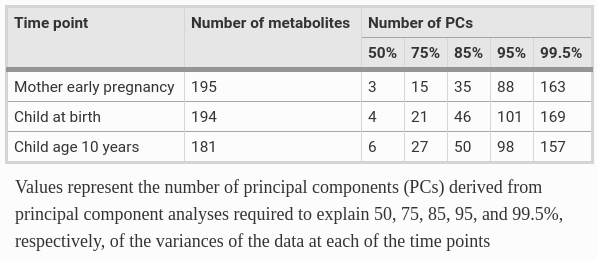 Time point Number of metabolites Number of PCs
50% 75% 85% 95% 99.5%
Mother early pregnancy 195 3 15 35 88 163
Child at birth 194 4 21 46 101 169
Child age 10 years 181 6 27 50 98 157
Values represent the number of principal components (PCs) derived from
principal component analyses required to explain 50, 75, 85, 95, and 99.5%,
respectively, of the variances of the data at each of the time points